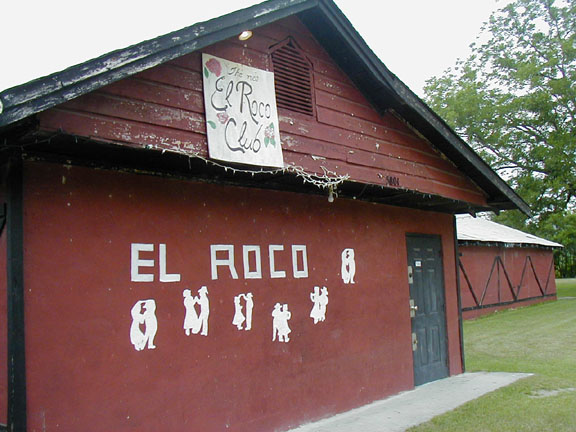 The new
El Roco
Club
EL ROCO